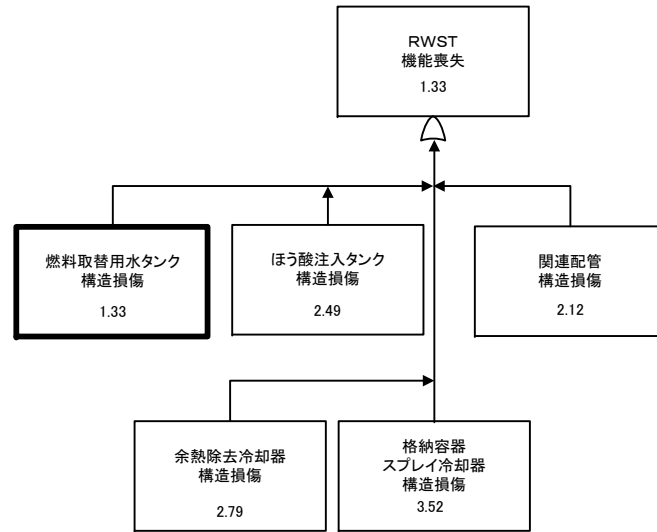 RWST
機能喪失
1.33
燃料取替用水タンク
構造損傷
1.33
ほう酸注入タンク
構造損傷
2.49
関連配管
構造損傷
2.12
余熱除去冷却器
構造損傷
2.79
格納容器
スプレイ冷却器
構造損傷
3.52